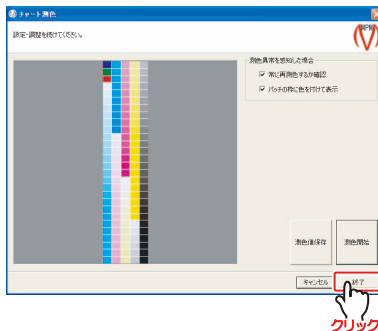 チャート測色
設定・調整を続けてください。
測色異常を感知した場合
常に再測色するか確認
パッチの枠に色を付けて表示
測色値保存
測色開始
キャンセル
終了
クリック